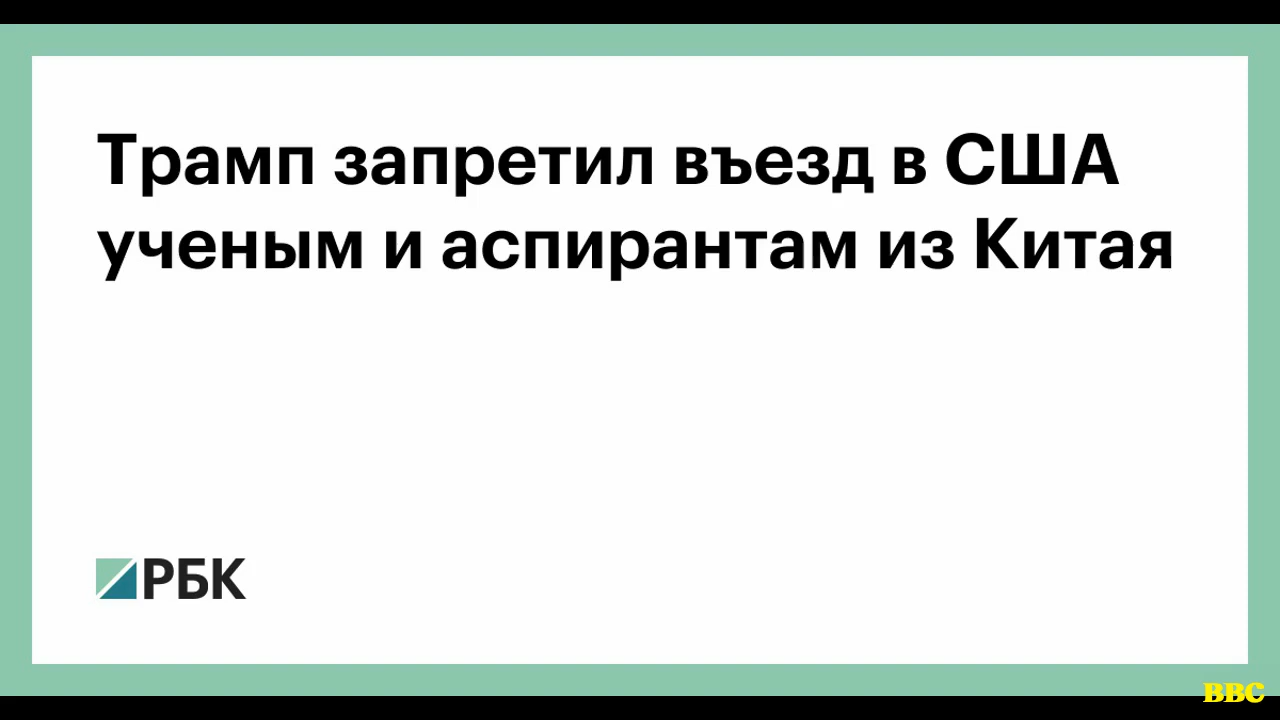 Трамп запретил въезд в США
ученым и аспирантам из Китая
РБК
BBC